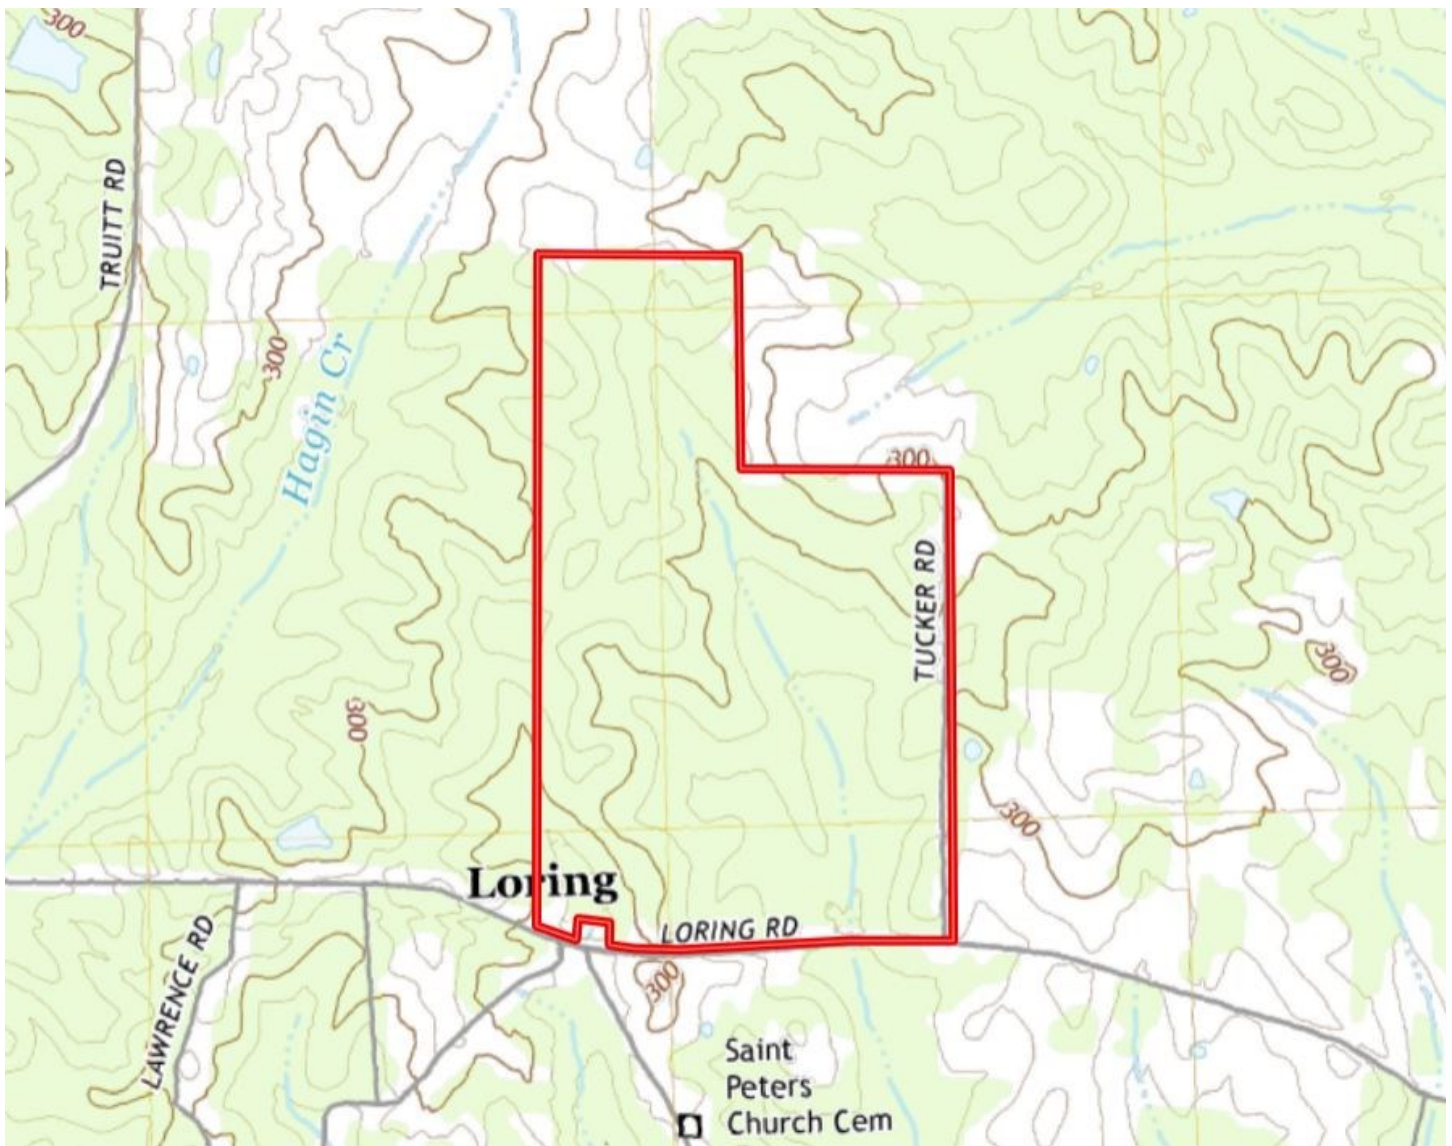 300
TRUITT RD
300
Hagin Cr
300
TUCKER RD
300
300
300
Loring
LORING RD
LAWRENCE RD
300
Saint
Peters
Church Cem